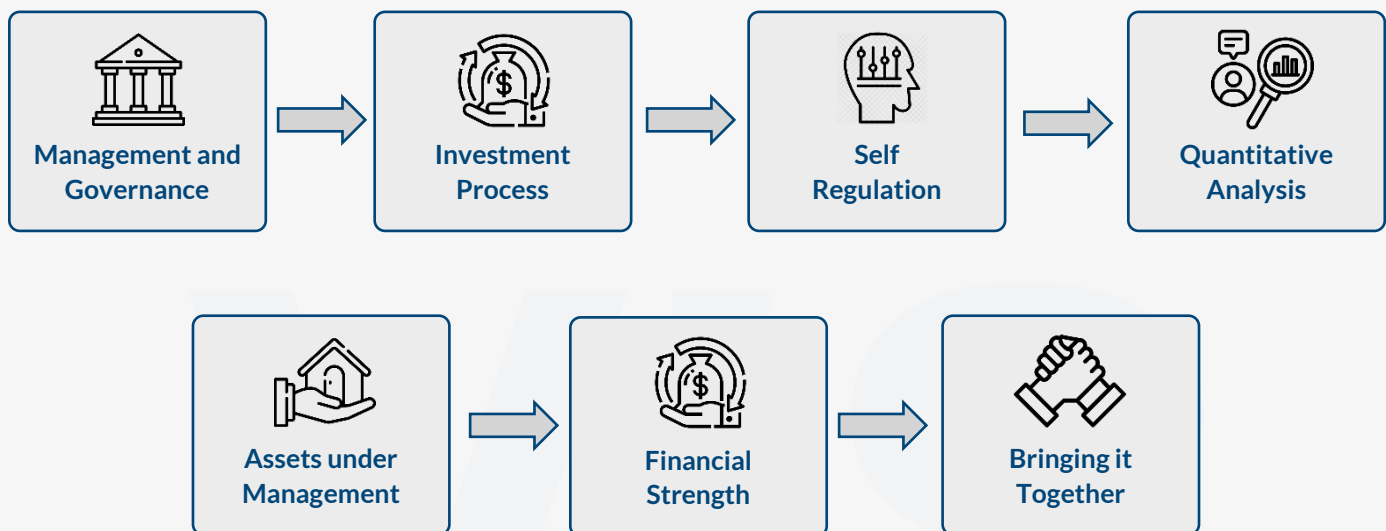 Management and
Governance
Investment
Process
Self
Regulation
Quantitative
Analysis
Assets under
Management
Financial
Strength
Bringing it
Together